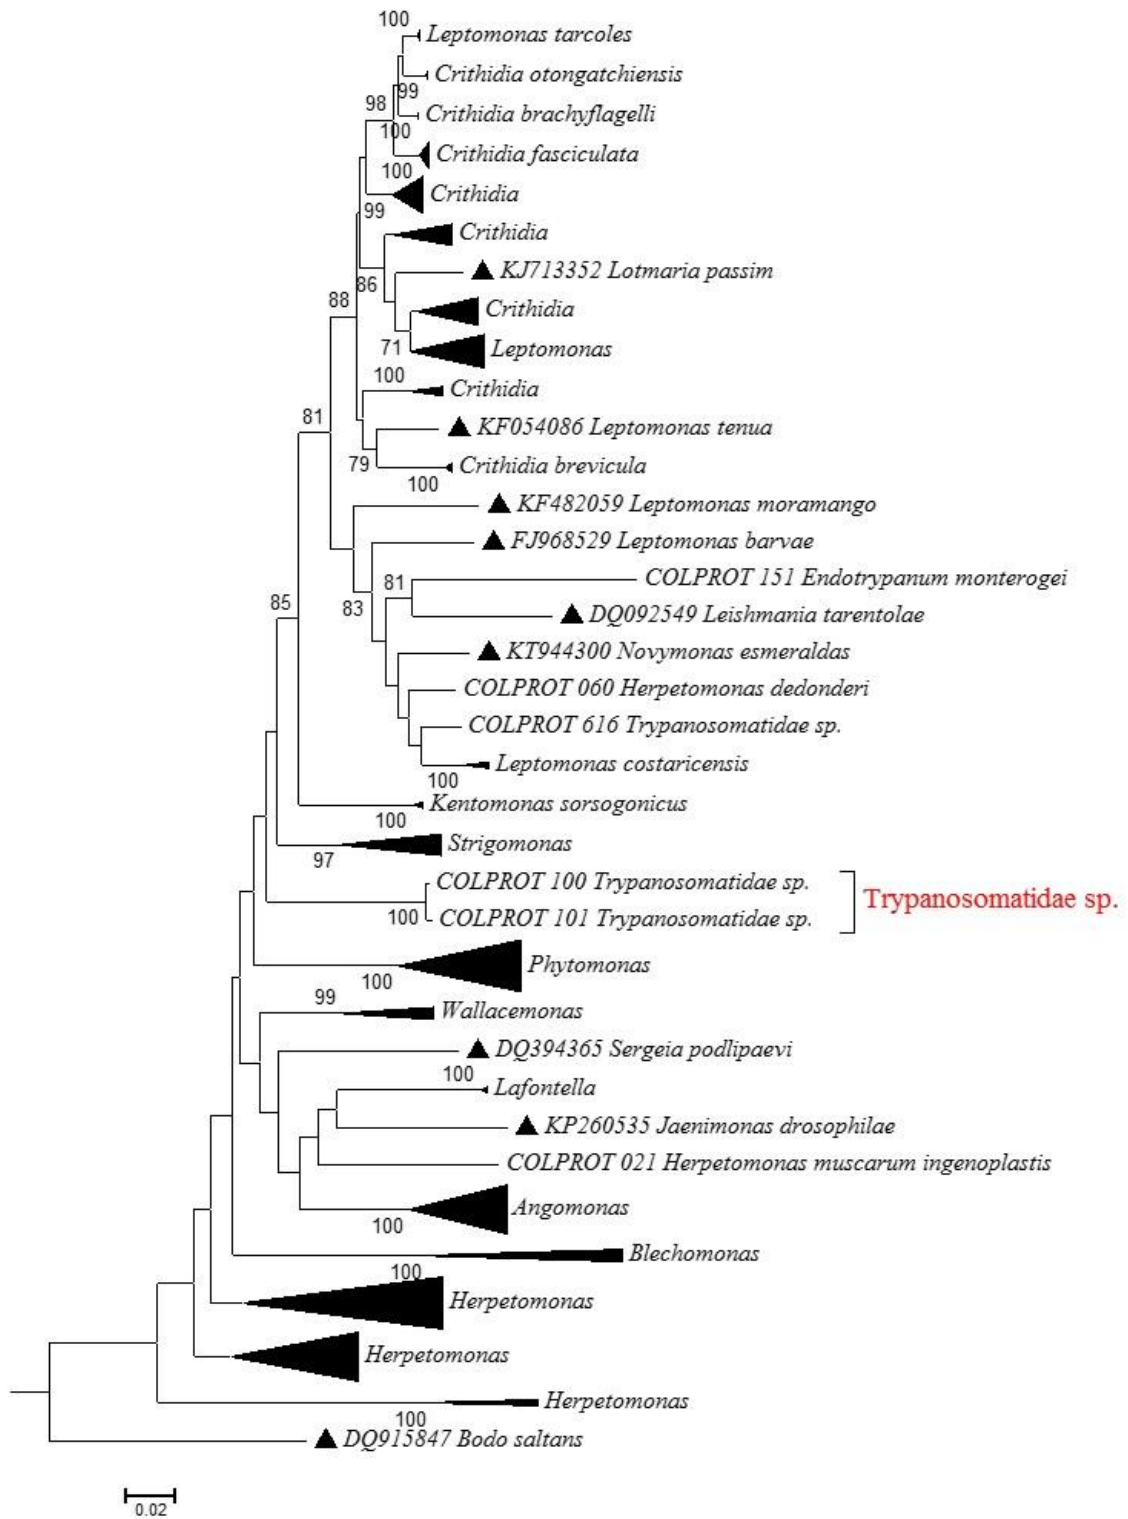 100
Leptomonas tarcoles
Crithidia otongatchiensis
99
98
Crithidia brachyflagelli
100
Crithidia fasciculata
100
Crithidia
99
Crithidia
KJ713352 Lotmaria passim
86
88
Crithidia
71
Leptomonas
100
Crithidia
81
KF054086 Leptomonas tenua
79
Crithidia brevicula
100
KF482059 Leptomonas moramango
FJ968529 Leptomonas barvae
81
COLPROT 151 Endotrypanum monterogei
85
83
DQ092549 Leishmania tarentolae
KT944300 Novymonas esmeraldas
COLPROT 060 Herpetomonas dedonderi
COLPROT 616 Trypanosomatidae sp.
Leptomonas costaricensis
100
Kentomonas sorsogonicus
100
Strigomonas
97
COLPROT 100 Trypanosomatidae sp.
Trypanosomatidae sp.
100
COLPROT 101 Trypanosomatidae sp.
Phytomonas
100
99
Wallacemonas
DQ394365 Sergeia podlipaevi
100
Lafontella
KP260535 Jaenimonas drosophilae
COLPROT 021 Herpetomonas muscarum ingenoplastis
Angomonas
100
Blechomonas
100
Herpetomonas
Herpetomonas
Herpetomonas
100
DQ915847 Bodo saltans
0.02